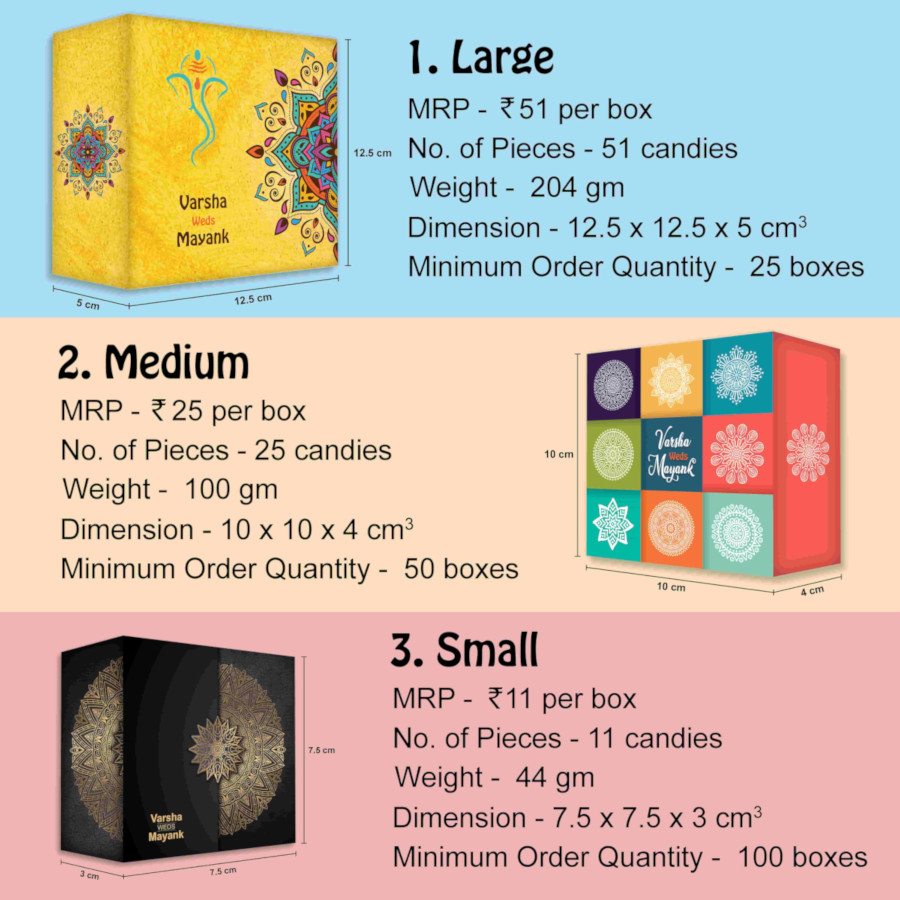 Varsha
Weds
Mayank
12.5 cm
5 cm
12.5 cm
1. Large
MRP - ₹ 51 per box
No. of Pieces - 51 candies
Weight - 204 gm
Dimension - 12.5 x 12.5 x 5 cm³
Minimum Order Quantity - 25 boxes
2. Medium
MRP - ₹ 25 per box
No. of Pieces - 25 candies
Weight - 100 gm
Dimension - 10 x 10 x 4 cm³
Minimum Order Quantity - 50 boxes
10 cm
Varsha
Weds
Mayank
10 cm
4 cm
Varsha
WEDS
Mayank
7.5 cm
3 cm
7.5 cm
3. Small
MRP - ₹11 per box
No. of Pieces - 11 candies
Weight - 44 gm
Dimension - 7.5 x 7.5 x 3 cm³
Minimum Order Quantity - 100 boxes